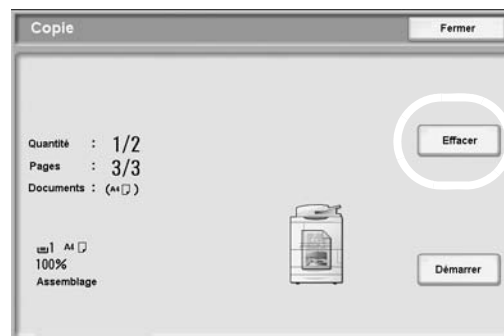 Copie
Fermer
Quantité : 1/2
Effacer
Pages : 3/3
Documents : (A4)
1 A4
100%
Démarrer
Assemblage